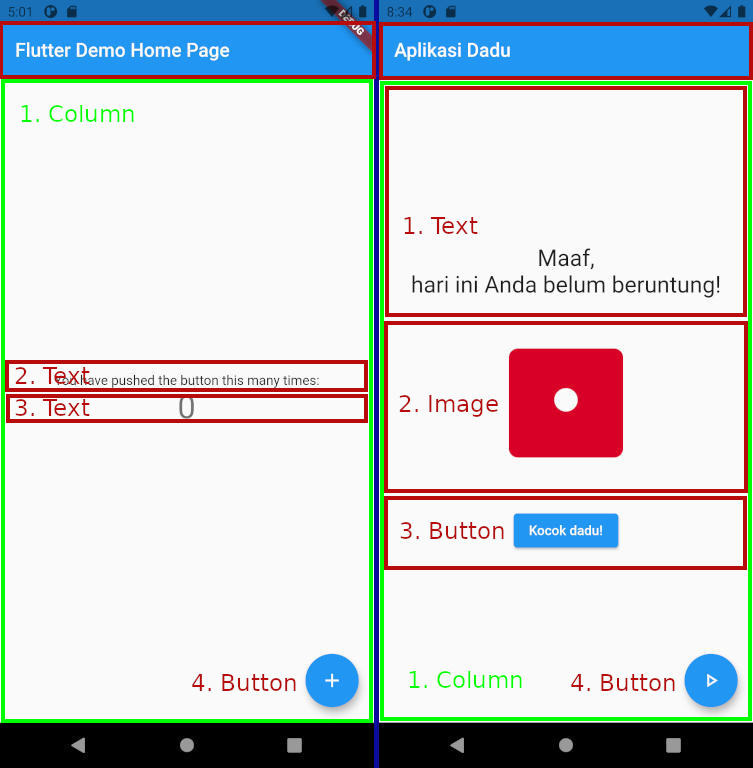 5:01
DEBUG
Flutter Demo Home Page
1. Column
2. Text
You have pushed the button this many times:
3. Text
0
4. Button
8:34
Aplikasi Dadu
1. Text
Maaf,
hari ini Anda belum beruntung!
2. Image
3. Button
Kocok dadu!
1. Column
4. Button